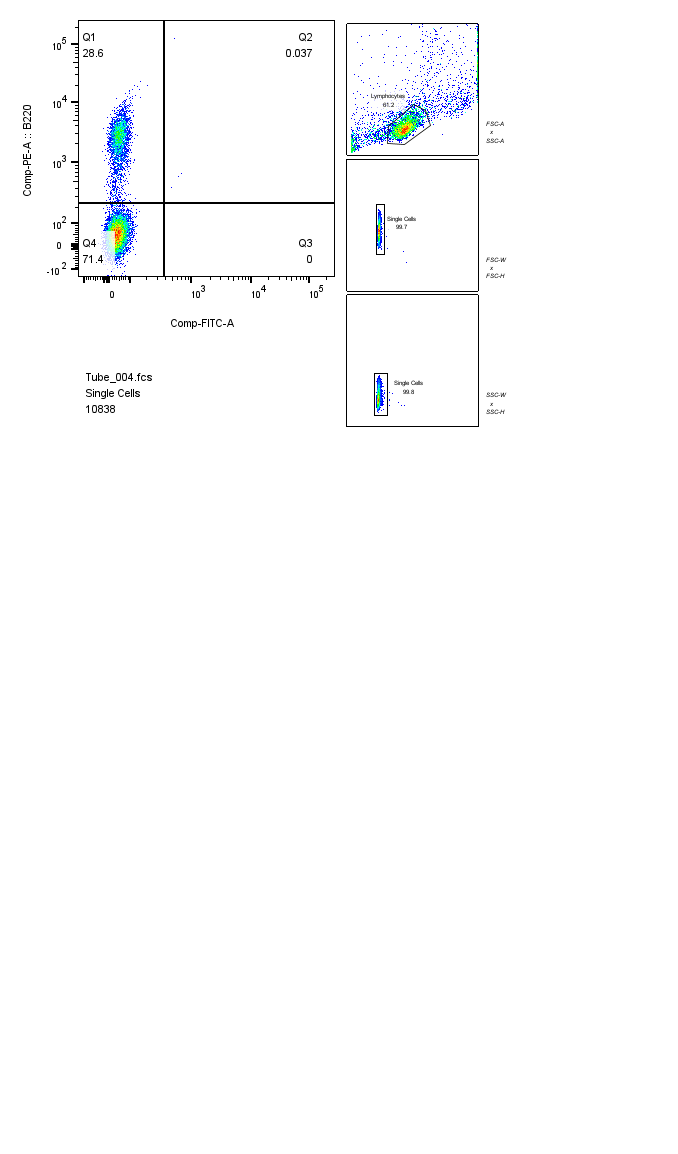 Q1
28.6
Q2
0.037
Q4
71.4
Q3
0
10^5
10^4
10^3
10^2
0
-10^2
0
10^3
10^4
10^5
Comp-PE-A :: B220
Comp-FITC-A
Tube_004.fcs
Single Cells
10838
Lymphocytes
61.2
FSC-A
x
SSC-A
Single Cells
99.7
FSC-W
x
FSC-H
Single Cells
99.8
SSC-W
x
SSC-H